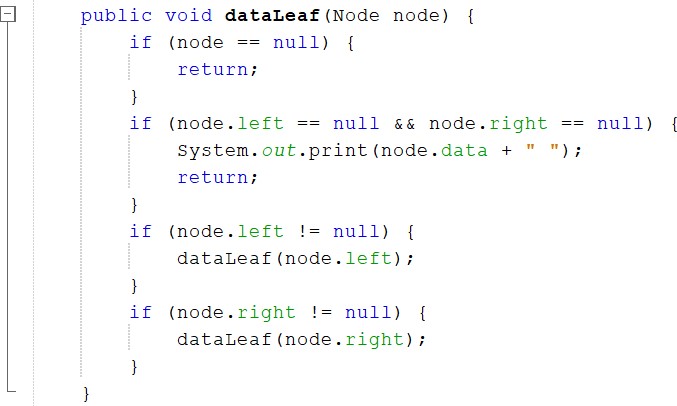 public void dataLeaf(Node node) {
if (node == null) {
return;
}
if (node.left == null && node.right == null) {
System.out.print(node.data + " ");
return;
}
if (node.left != null) {
dataLeaf(node.left);
}
if (node.right != null) {
dataLeaf(node.right);
}
}